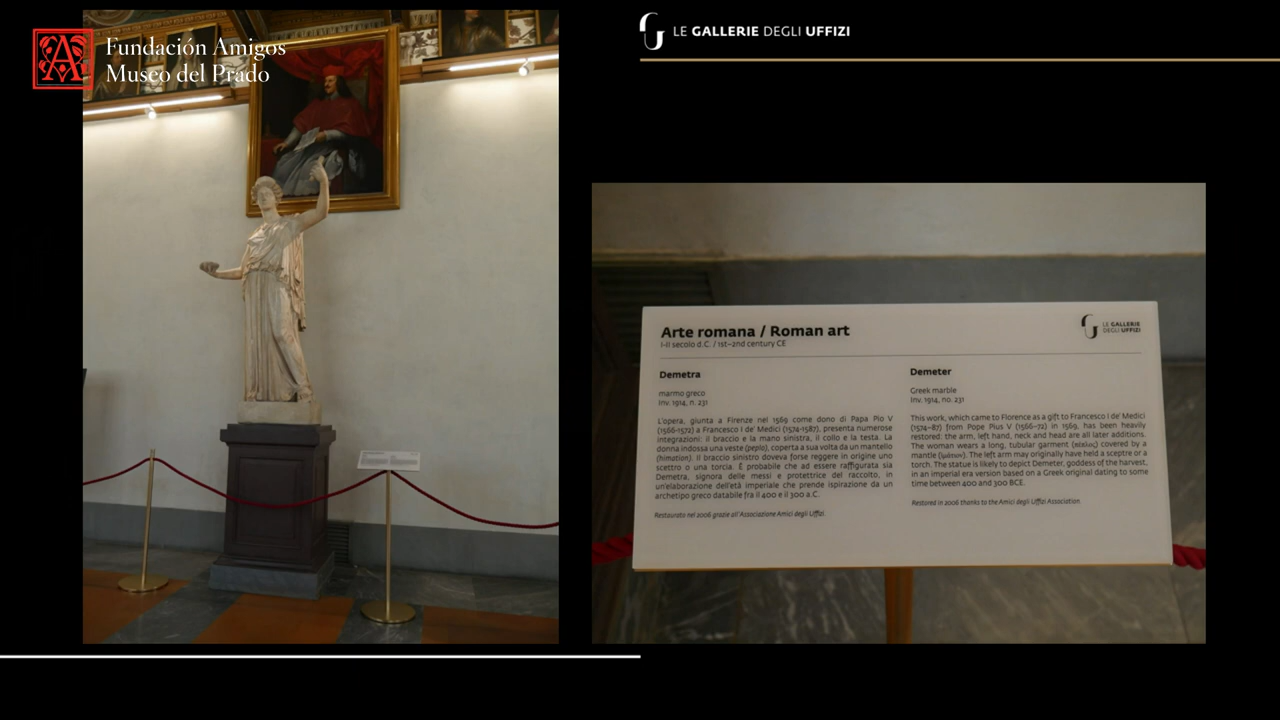 Fundación Amigos
Museo del Prado
LE GALLERIE DEGLI UFFIZI
Arte romana / Roman art
I-II secolo d.C. / 1st-2nd century CE
LE GALLERIE
DEGLI UFFIZI
Demetra
marmo greco
Inv. 1914, n. 231
L'opera, giunta a Firenze nel 1569 come dono di Papa Pio V
(1566-1572) a Francesco I de' Medici (1574-1587), presenta numerose
integrazioni: il braccio e la mano sinistra, il collo e la testa. La
donna indossa una veste (peplo), coperta a sua volta da un mantello
(himation). Il braccio sinistro doveva forse reggere in origine uno
scettro o una torcia. È probabile che ad essere raffigurata sia
Demetra, signora delle messi e protettrice del raccolto, in
un'elaborazione dell'età imperiale che prende ispirazione da un
archetipo greco databile fra il 400 e il 300 a.C.
Restaurato nel 2006 grazie all'Associazione Amici degli Uffizi
Demeter
Greek marble
Inv. 1914, no. 231
This work, which came to Florence as a gift to Francesco I de' Medici
(1574–87) from Pope Pius V (1566–72) in 1569, has been heavily
restored: the arm, left hand, neck and head are all later additions.
The woman wears a long, tubular garment covered by a
mantle The left arm may originally have held a sceptre or a
torch. The statue is likely to depict Demeter, goddess of the harvest,
in an imperial era version based on a Greek original dating to some
time between 400 and 300 BCE.
Restored in 2006 thanks to the Amici degli Uffizi Association.